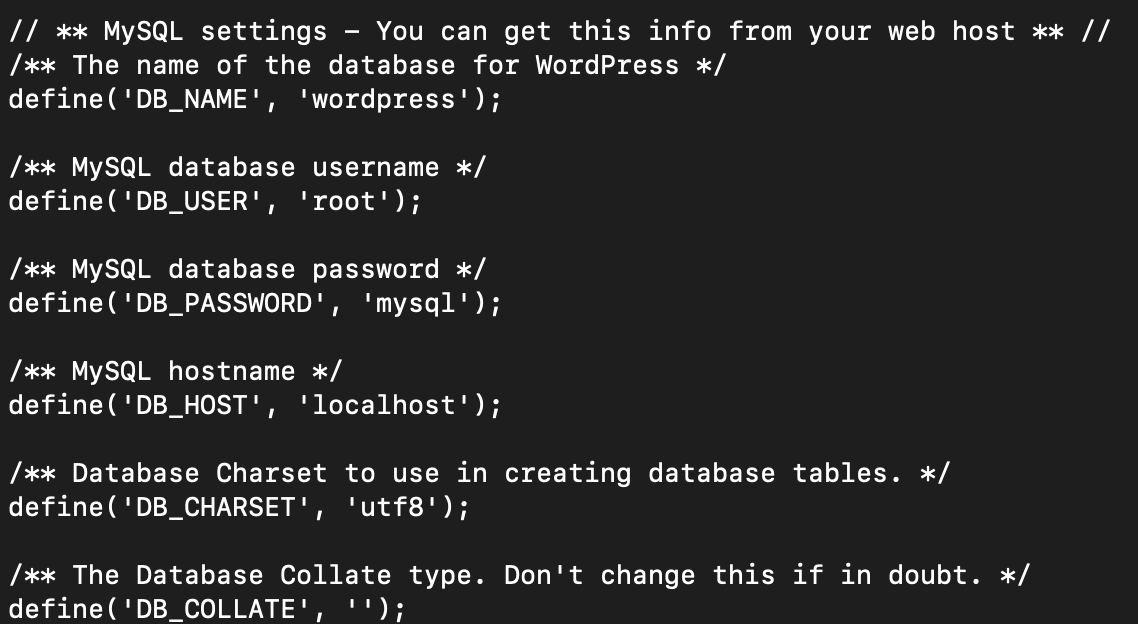 // ** MySQL settings – You can get this info from your web host ** //
/** The name of the database for WordPress */
define('DB_NAME', 'wordpress');
/** MySQL database username */
define('DB_USER', 'root');
/** MySQL database password */
define('DB_PASSWORD', 'mysql');
/** MySQL hostname */
define('DB_HOST', 'localhost');
/** Database Charset to use in creating database tables. */
define('DB_CHARSET', 'utf8');
/** The Database Collate type. Don't change this if in doubt. */
define('DB_COLLATE', '');